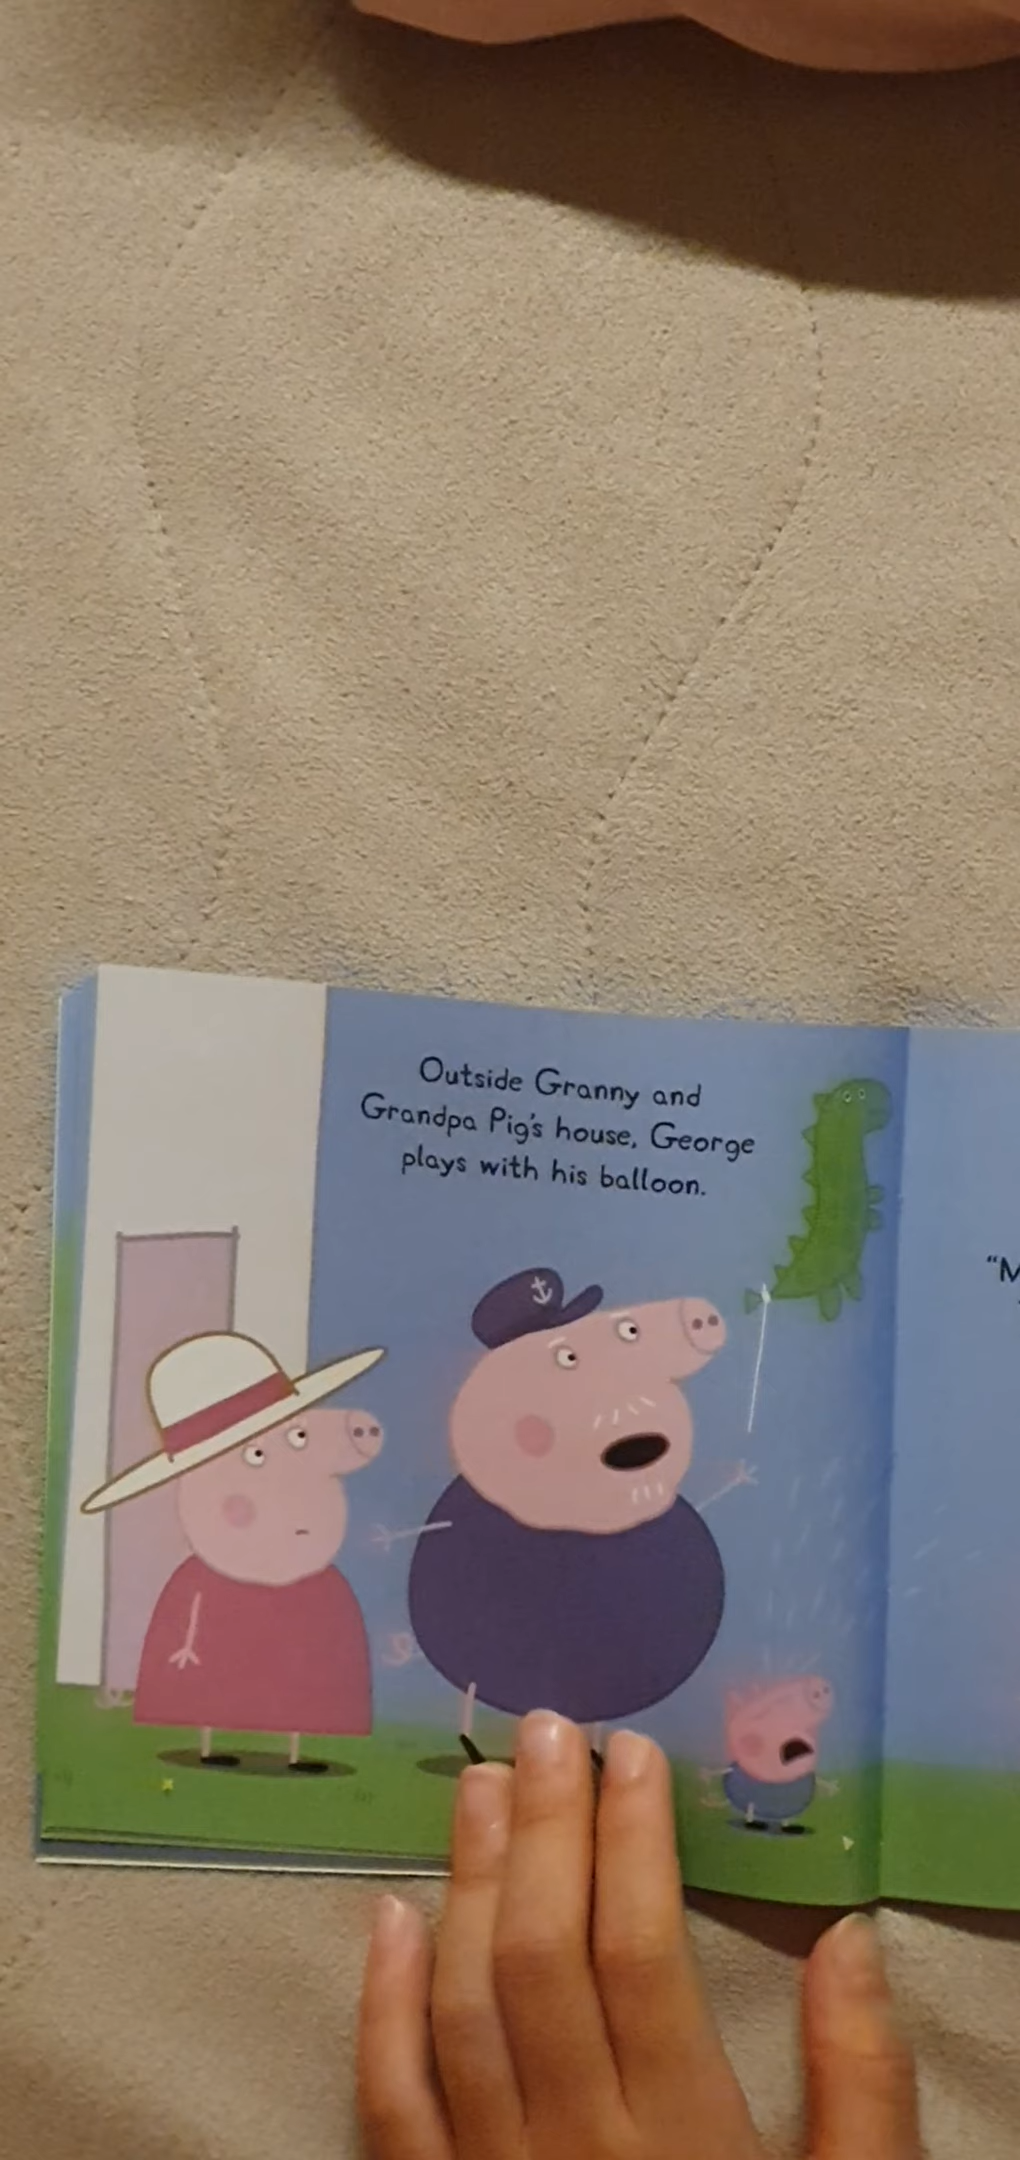 Outside Granny and
Grandpa Pig's house, George
plays with his balloon.